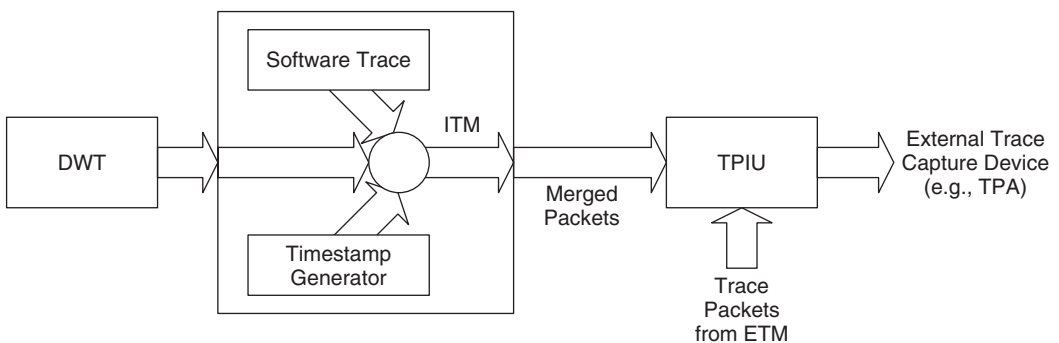 Software Trace
ITM
DWT
TPIU
External Trace
Capture Device
(e.g., TPA)
Merged
Packets
Timestamp
Generator
Trace
Packets
from ETM